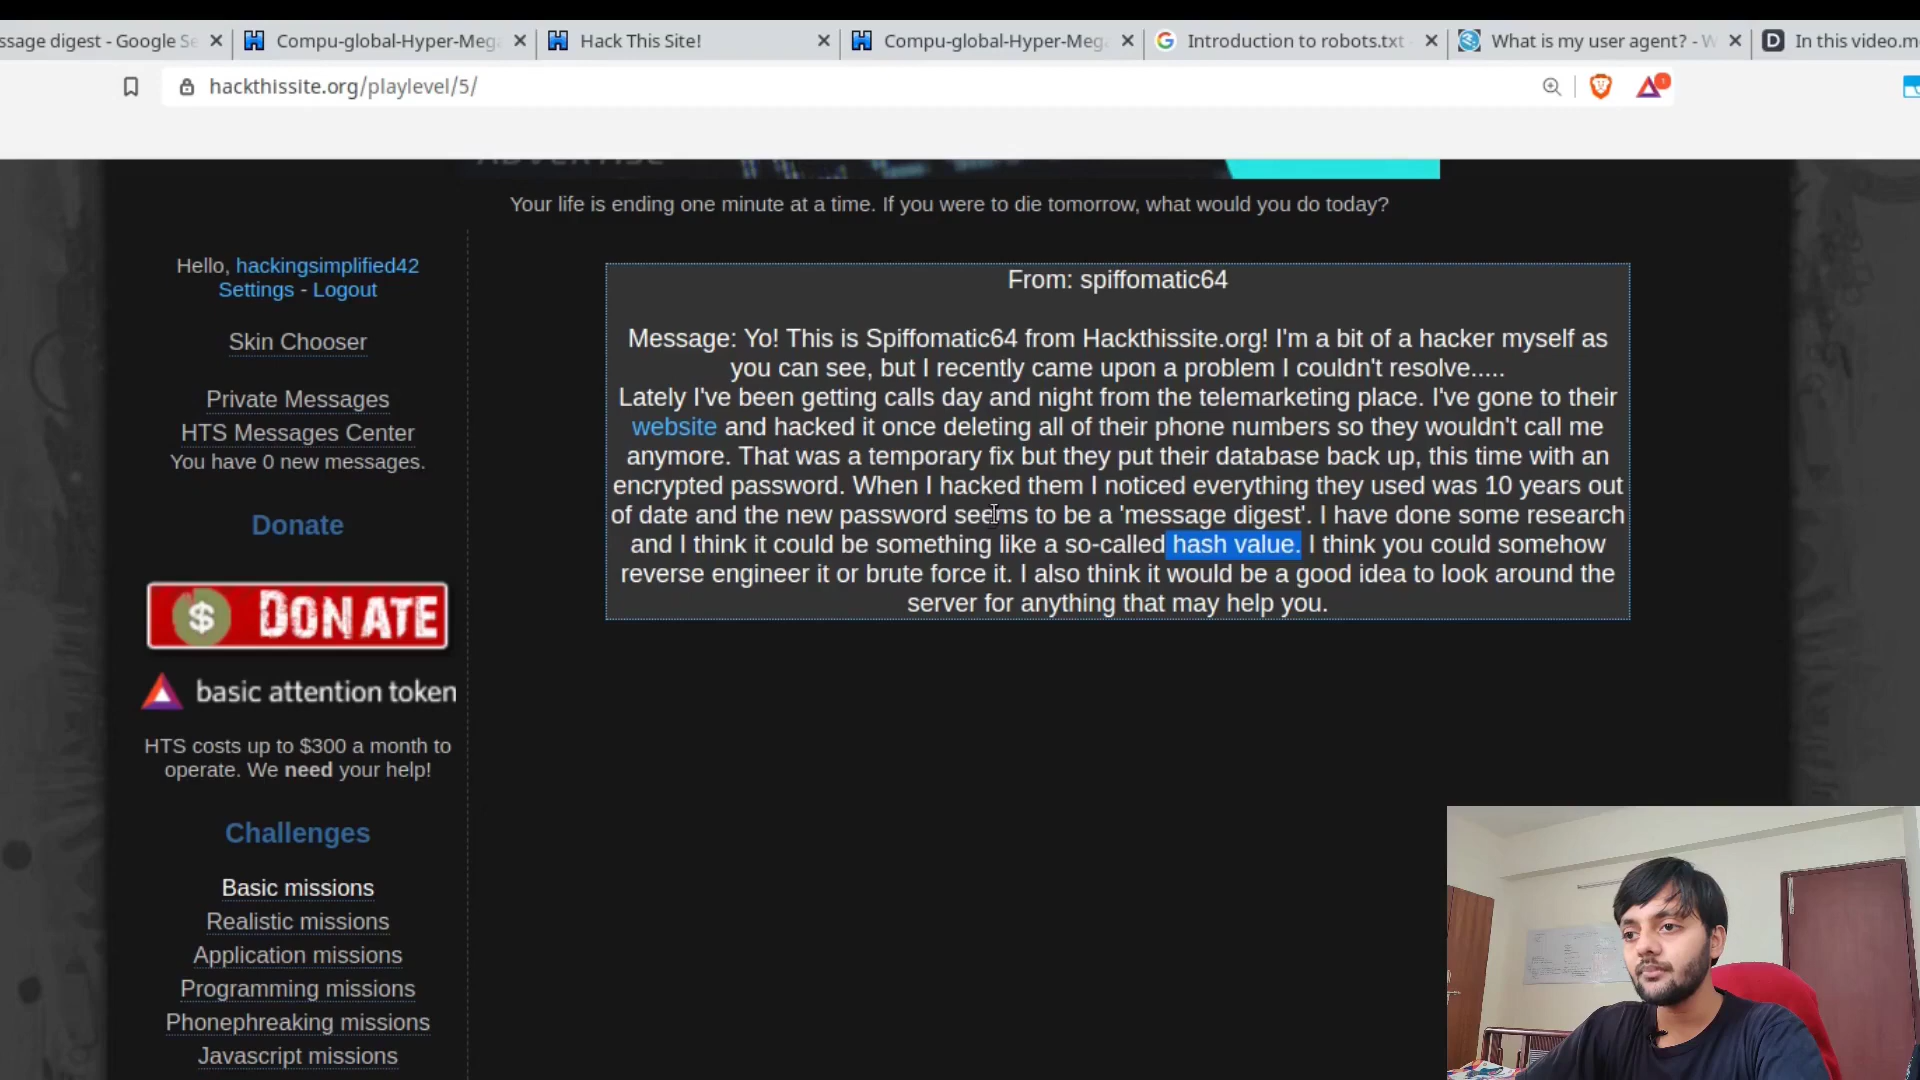 ssage digest - Google Se
Compu-global-Hyper-Meg
Hack This Site!
Compu-global-Hyper-Meg
Introduction to robots.txt
What is my user agent? - W
In this video.m
hackthissite.org/playlevel/5/
1
ADVERTISE
Your life is ending one minute at a time. If you were to die tomorrow, what would you do today?
Hello, hackingsimplified42
Settings - Logout
Skin Chooser
Private Messages
HTS Messages Center
You have 0 new messages.
Donate
$ DONATE
basic attention token
HTS costs up to $300 a month to
operate. We need your help!
Challenges
Basic missions
Realistic missions
Application missions
Programming missions
Phonephreaking missions
Javascript missions
From: spiffomatic64
Message: Yo! This is Spiffomatic64 from Hackthissite.org! I'm a bit of a hacker myself as
you can see, but I recently came upon a problem I couldn't resolve.....
Lately I've been getting calls day and night from the telemarketing place. I've gone to their
website and hacked it once deleting all of their phone numbers so they wouldn't call me
anymore. That was a temporary fix but they put their database back up, this time with an
encrypted password. When I hacked them I noticed everything they used was 10 years out
of date and the new password seems to be a 'message digest'. I have done some research
and I think it could be something like a so-called hash value. I think you could somehow
reverse engineer it or brute force it. I also think it would be a good idea to look around the
server for anything that may help you.